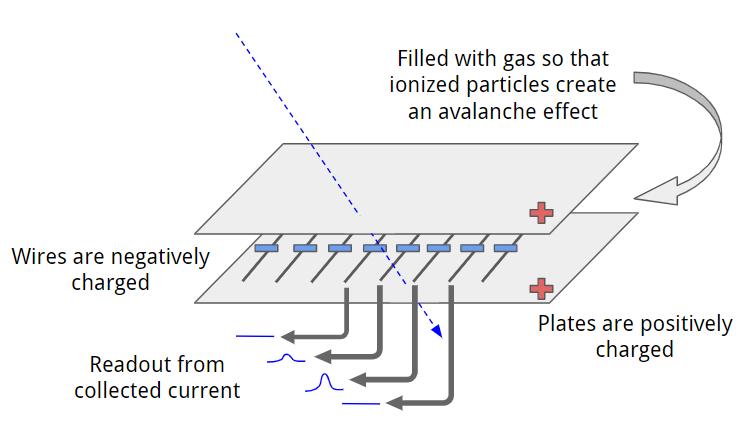 Filled with gas so that
ionized particles create
an avalanche effect
Wires are negatively
charged
Plates are positively
charged
Readout from
collected current